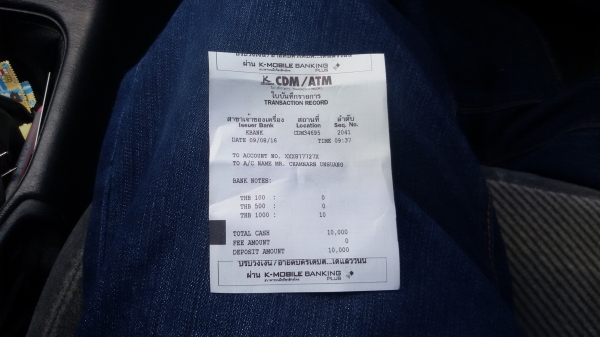 ผ่าน K-MOBILE BANKING PLUS
K CDM/ATM
ใบบันทึกรายการ
TRANSACTION RECORD
สาขาเจ้าของเครื่อง สถานที่ ลำดับ
Issuer Bank Location Seq. No.
KBANK CDM34695 2041
DATE 09/08/16 TIME 09:37
TO ACCOUNT NO.
TO A/C NAME MR. CHAMNARN
BANK NOTES:
THB 100 : 0
THB 500 : 0
THB 1000 : 10
TOTAL CASH 10,000
FEE AMOUNT 0
DEPOSIT AMOUNT 10,000
ผ่าน K-MOBILE BANKING PLUS